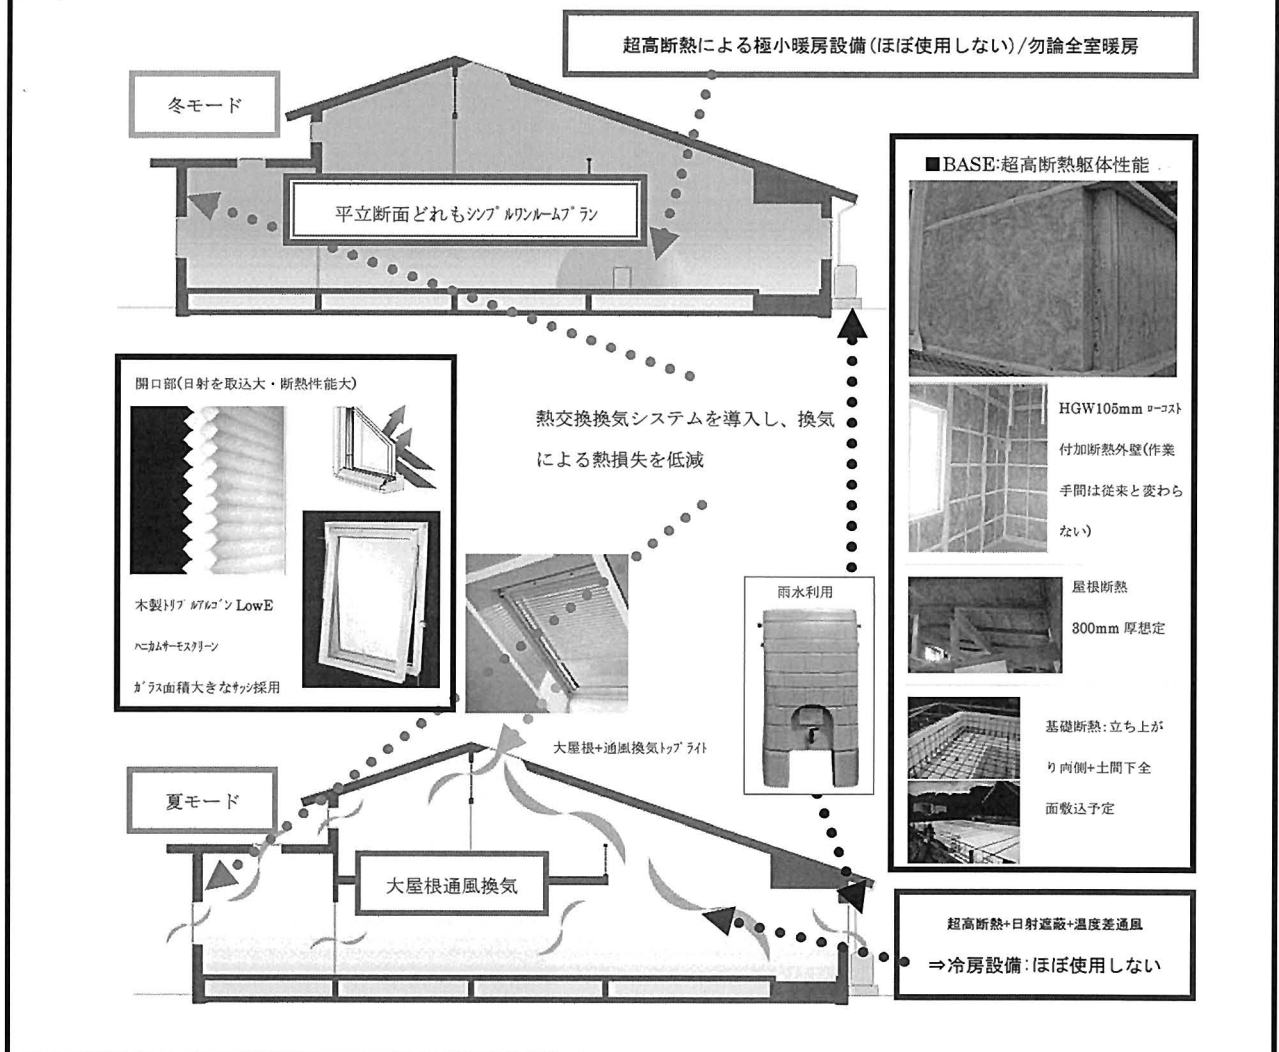 超高断熱による極小暖房設備(ほぼ使用しない)/勿論全室暖房
冬モード
平立断面どれもシンプルワンルームプラン
■BASE:超高断熱躯体性能
HGW105mm ローコスト
付加断熱外壁(作業
手間は従来と変わら
ない)
屋根断熱
300mm 厚想定
基礎断熱:立ち上が
り両側+土間下全
面敷込予定
開口部(日射を取込大・断熱性能大)
木製トリプルアルゴン LowE
ハニカムサーモスクリーン
ガラス面積大きなサッシ採用
熱交換換気システムを導入し、換気
による熱損失を低減
雨水利用
大屋根+通風換気トップライト
夏モード
大屋根通風換気
超高断熱+日射遮蔽+温度差通風
⇒冷房設備:ほぼ使用しない